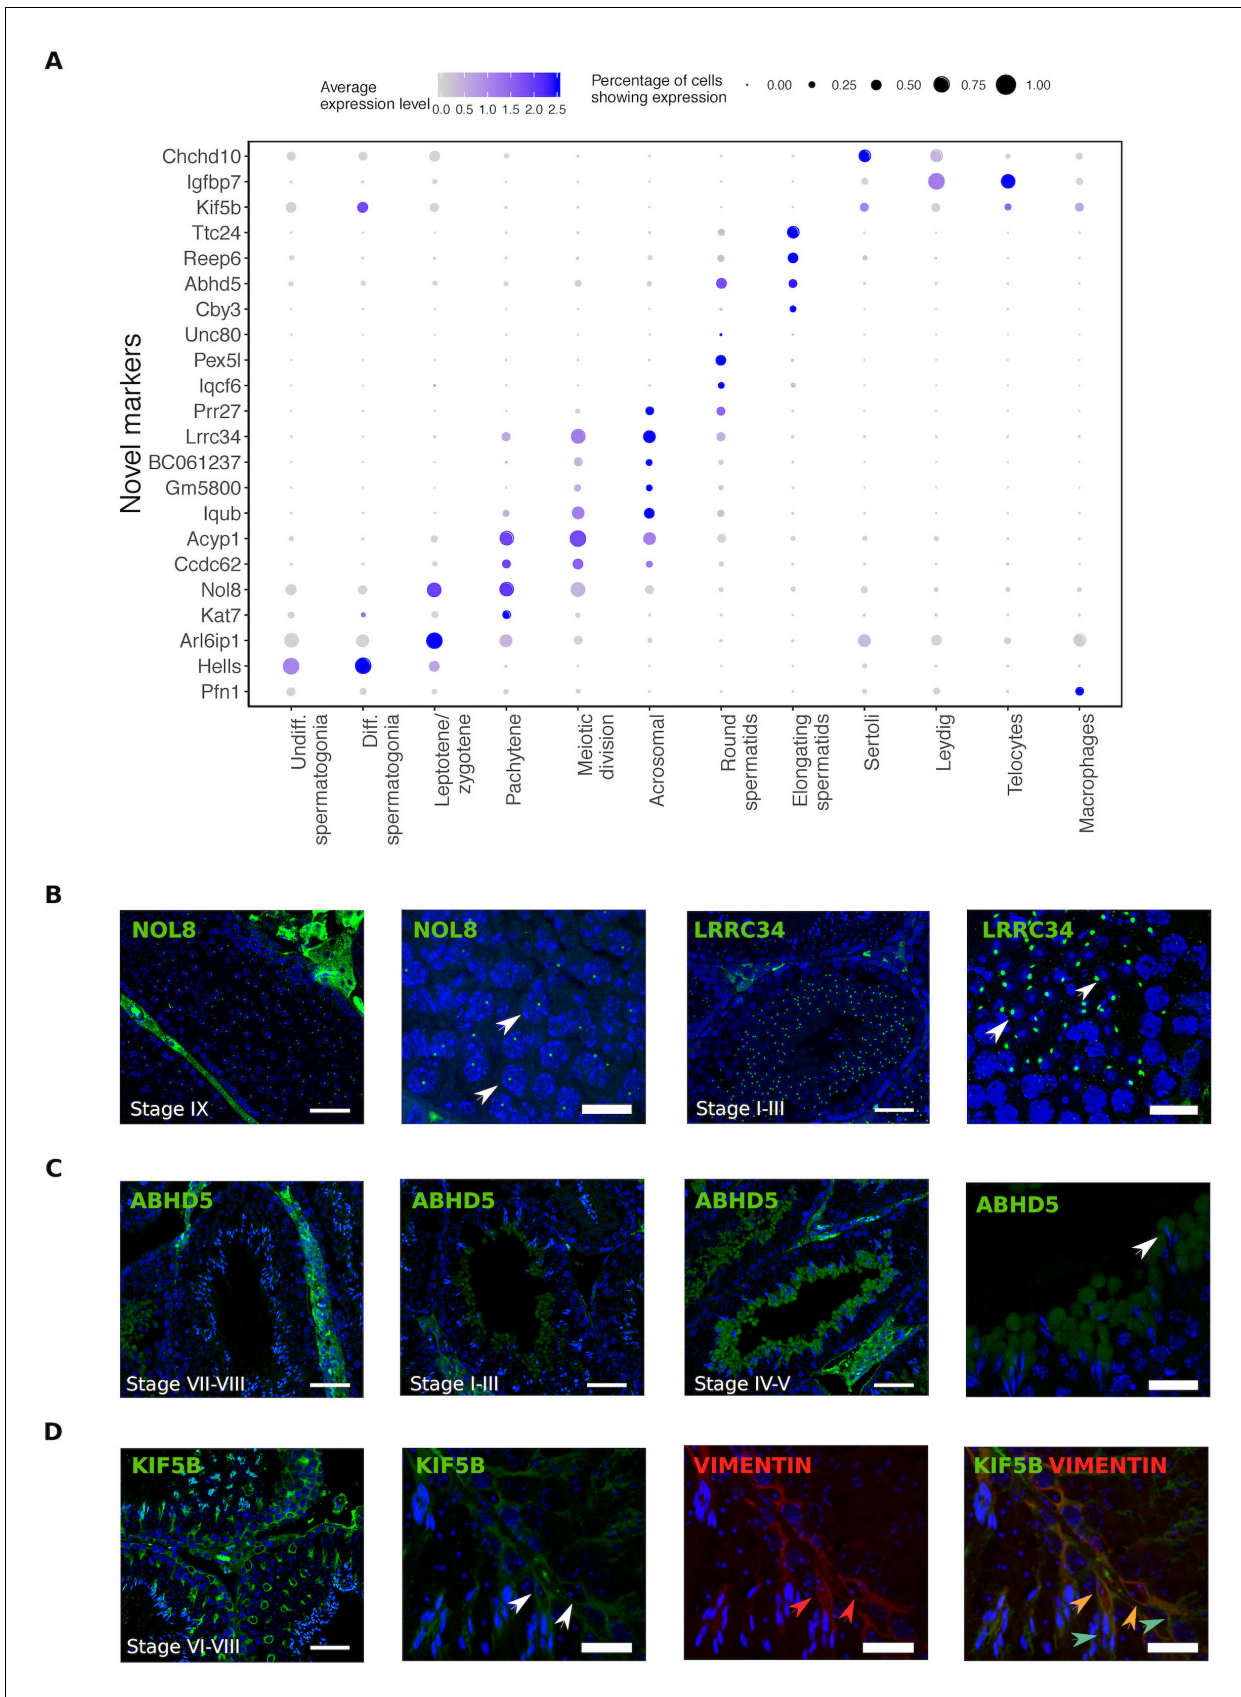 A
Average
expression level
0.0 0.5 1.0 1.5 2.0 2.5
Percentage of cells
showing expression
0.00 0.25 0.50 0.75 1.00
Novel markers
Chchd10
Igfbp7
Kif5b
Ttc24
Reep6
Abhd5
Cby3
Unc80
Pex5l
Iqcf6
Prr27
Lrrc34
BC061237
Gm5800
Iqub
Acyp1
Ccdc62
Nol8
Kat7
Arl6ip1
Hells
Pfn1
Undiff.
spermatogonia
Diff.
spermatogonia
Leptotene/
zygotene
Pachytene
Meiotic
division
Acrosomal
Round
spermatids
Elongating
spermatids
Sertoli
Leydig
Telocytes
Macrophages
B
NOL8
Stage IX
NOL8
LRRC34
Stage I-III
LRRC34
C
ABHD5
Stage VII-VIII
ABHD5
Stage I-III
ABHD5
Stage IV-V
ABHD5
D
KIF5B
Stage VI-VIII
KIF5B
VIMENTIN
KIF5B VIMENTIN